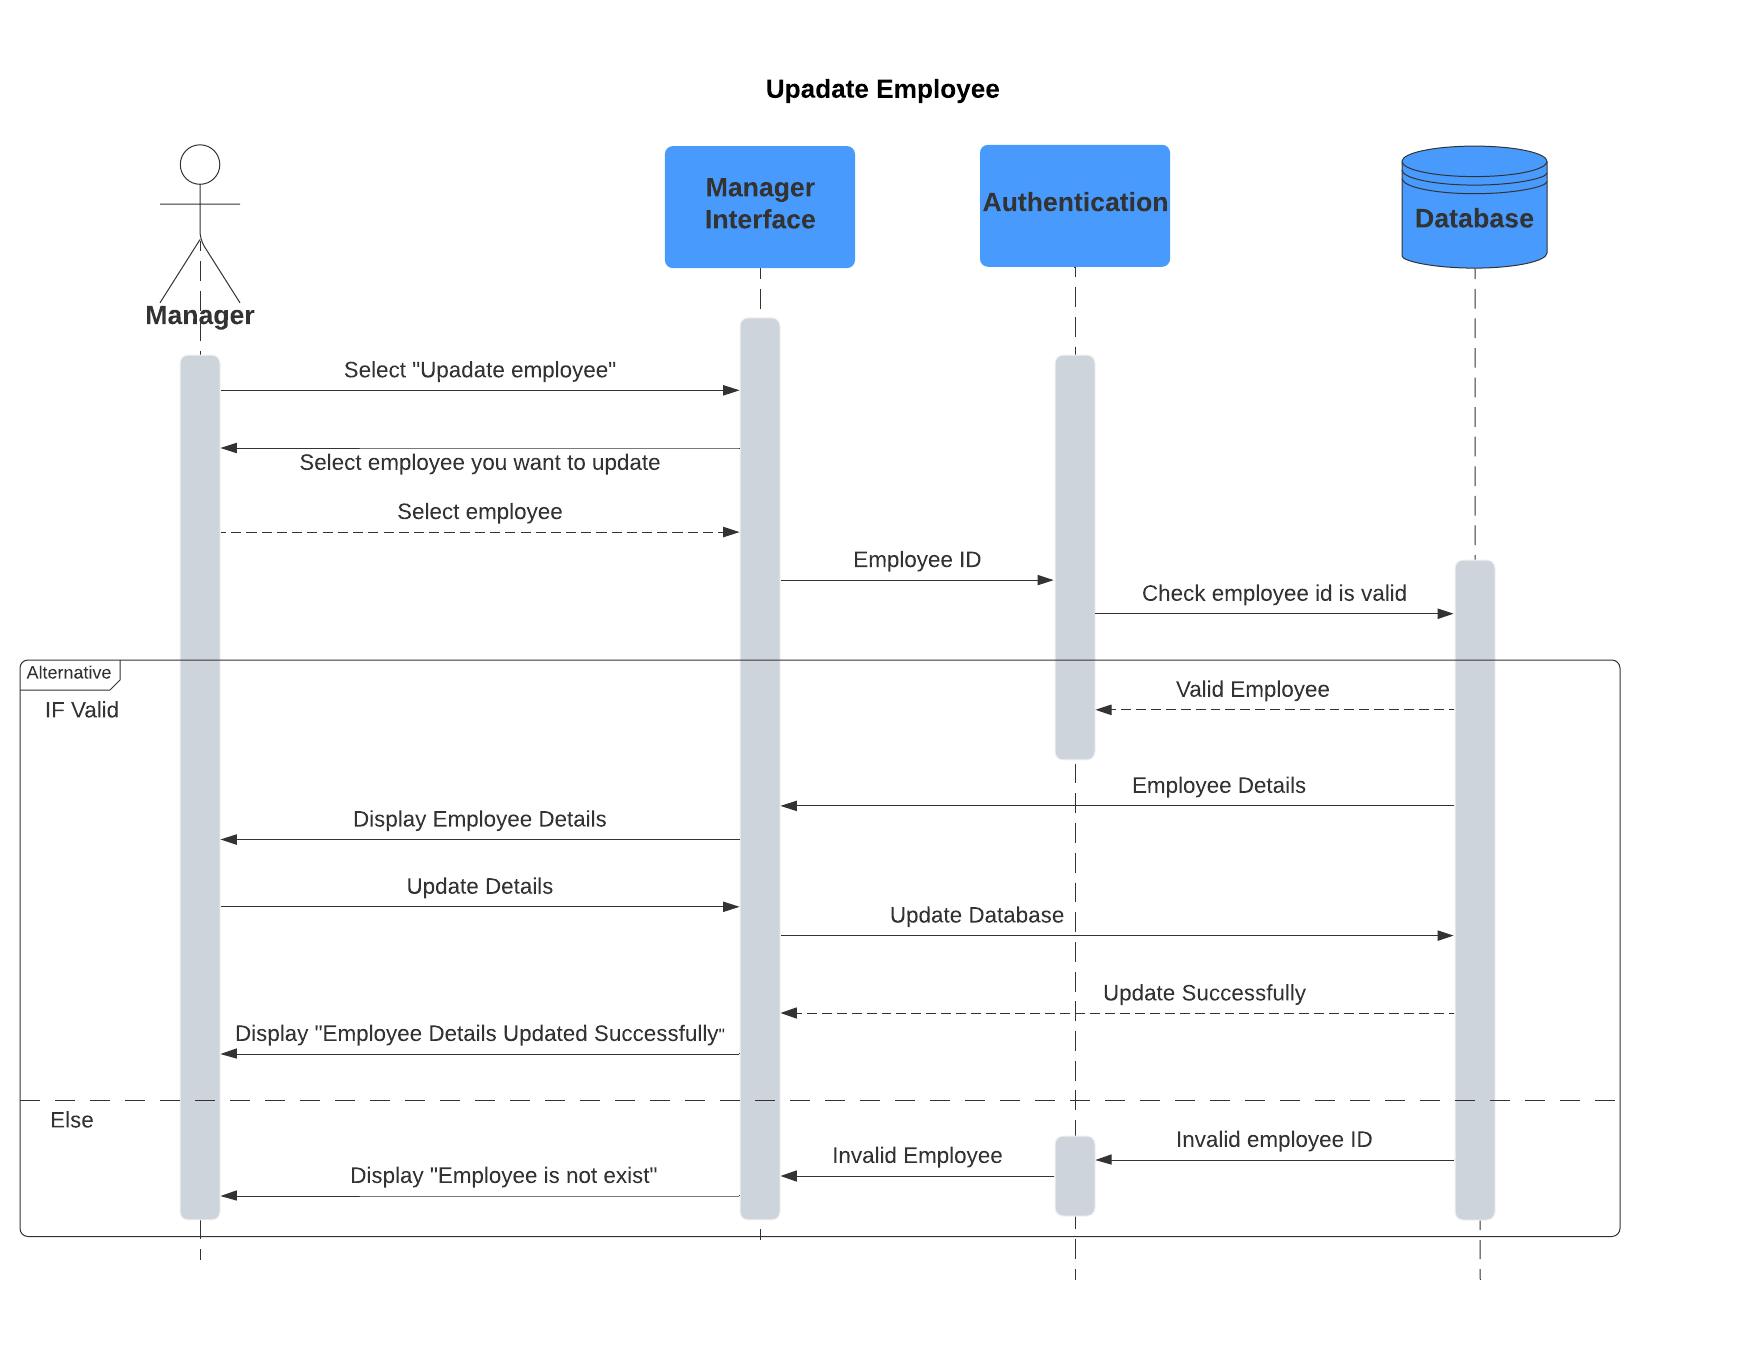 Upadate Employee
Manager
Manager
Interface
Authentication
Database
Select "Upadate employee"
Select employee you want to update
Select employee
Employee ID
Check employee id is valid
Alternative
IF Valid
Valid Employee
Employee Details
Display Employee Details
Update Details
Update Database
Update Successfully
Display "Employee Details Updated Successfully"
Else
Invalid employee ID
Invalid Employee
Display "Employee is not exist"